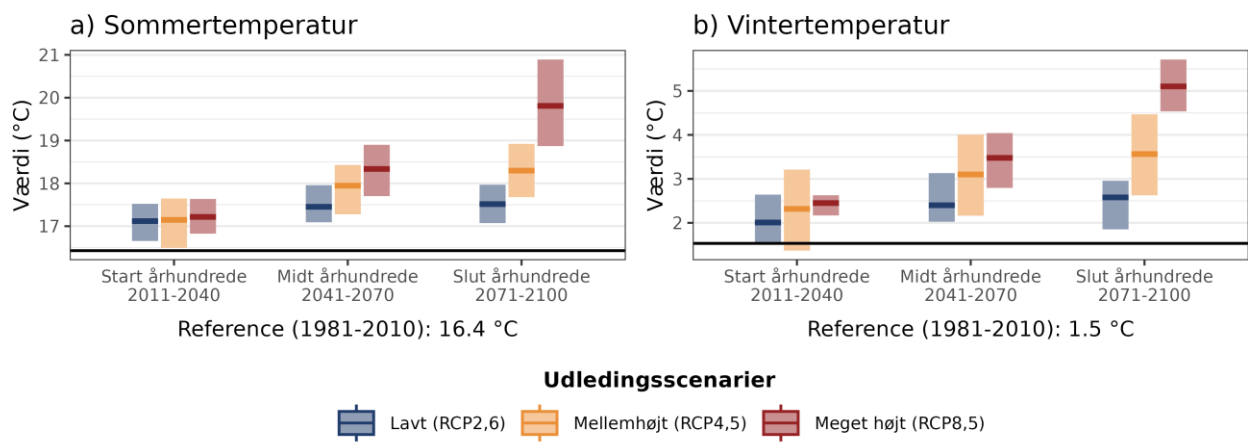 a) Sommertemperatur
Værdi (°C)
21
20
19
18
17
Start århundrede
2011-2040
Midt århundrede
2041-2070
Slut århundrede
2071-2100
Reference (1981-2010): 16.4 °C
b) Vintertemperatur
Værdi (°C)
5
4
3
2
Start århundrede
2011-2040
Midt århundrede
2041-2070
Slut århundrede
2071-2100
Reference (1981-2010): 1.5 °C
Udledingsscenarier
Lavt (RCP2,6)
Mellemhøjt (RCP4,5)
Meget højt (RCP8,5)